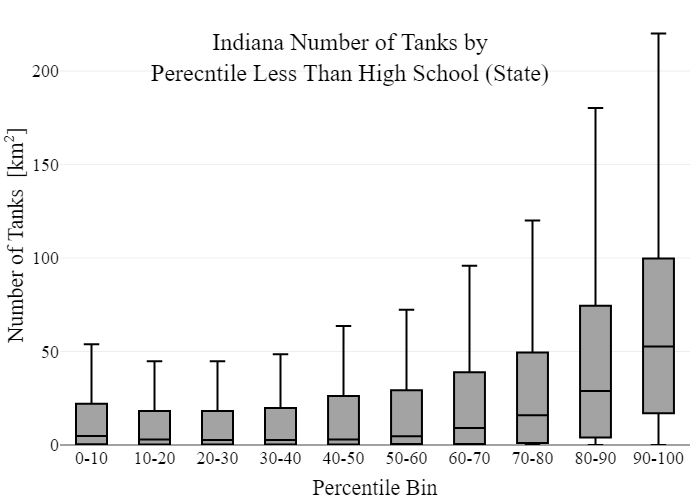 Indiana Number of Tanks by
Perecntile Less Than High School (State)
Number of Tanks [km²]
200
150
100
50
0
0-10 10-20 20-30 30-40 40-50 50-60 60-70 70-80 80-90 90-100
Percentile Bin